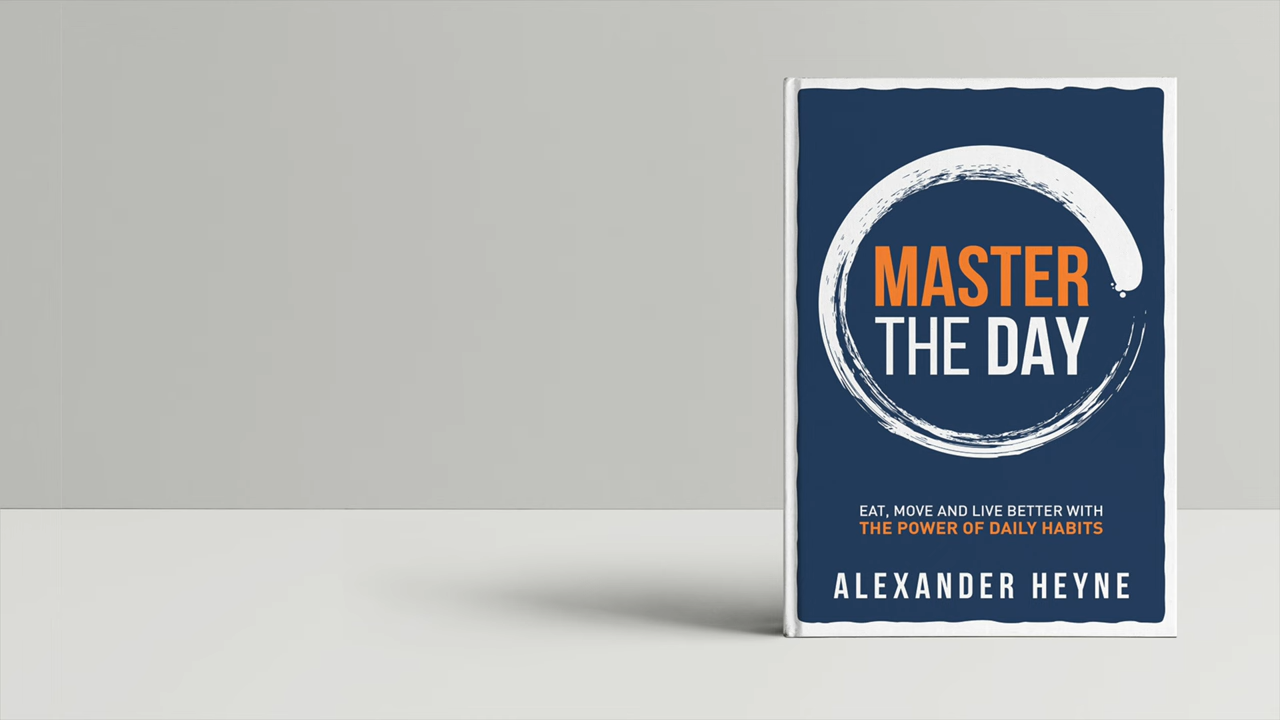 MASTER
THE DAY
EAT, MOVE AND LIVE BETTER WITH
THE POWER OF DAILY HABITS
ALEXANDER HEYNE